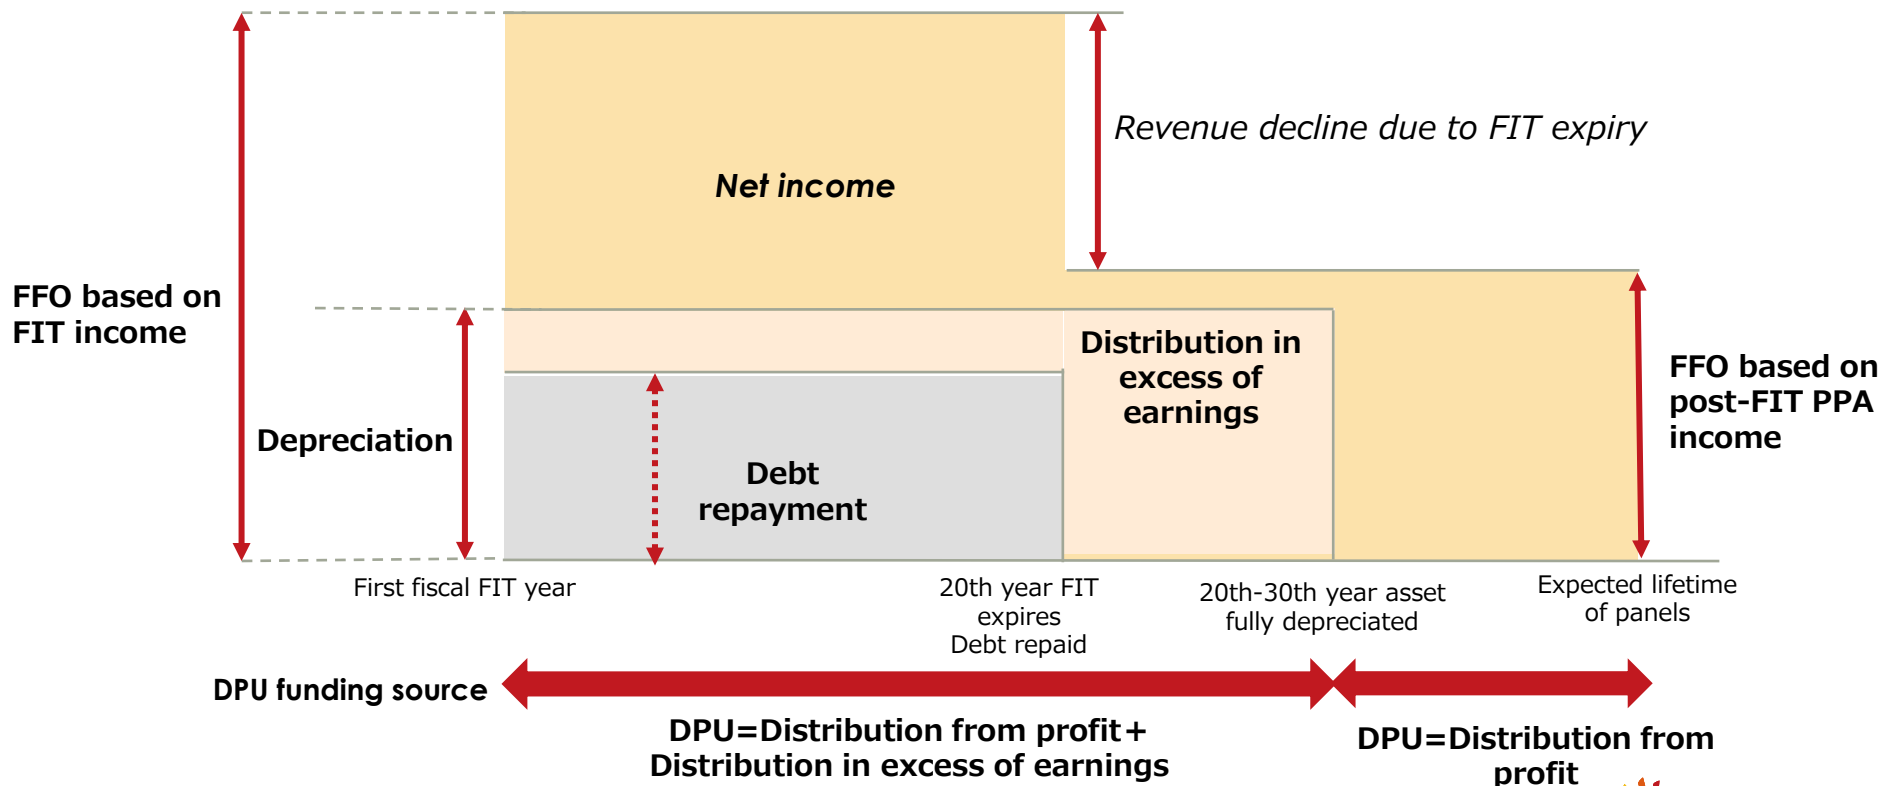 Revenue decline due to FIT expiry
Net income
FFO based on
FIT income
Distribution in
excess of
earnings
FFO based on
post-FIT PPA
income
Depreciation
Debt
repayment
First fiscal FIT year
20th year FIT
expires
Debt repaid
20th-30th year asset
fully depreciated
Expected lifetime
of panels
DPU funding source
DPU=Distribution from profit+
Distribution in excess of earnings
DPU=Distribution from
profit